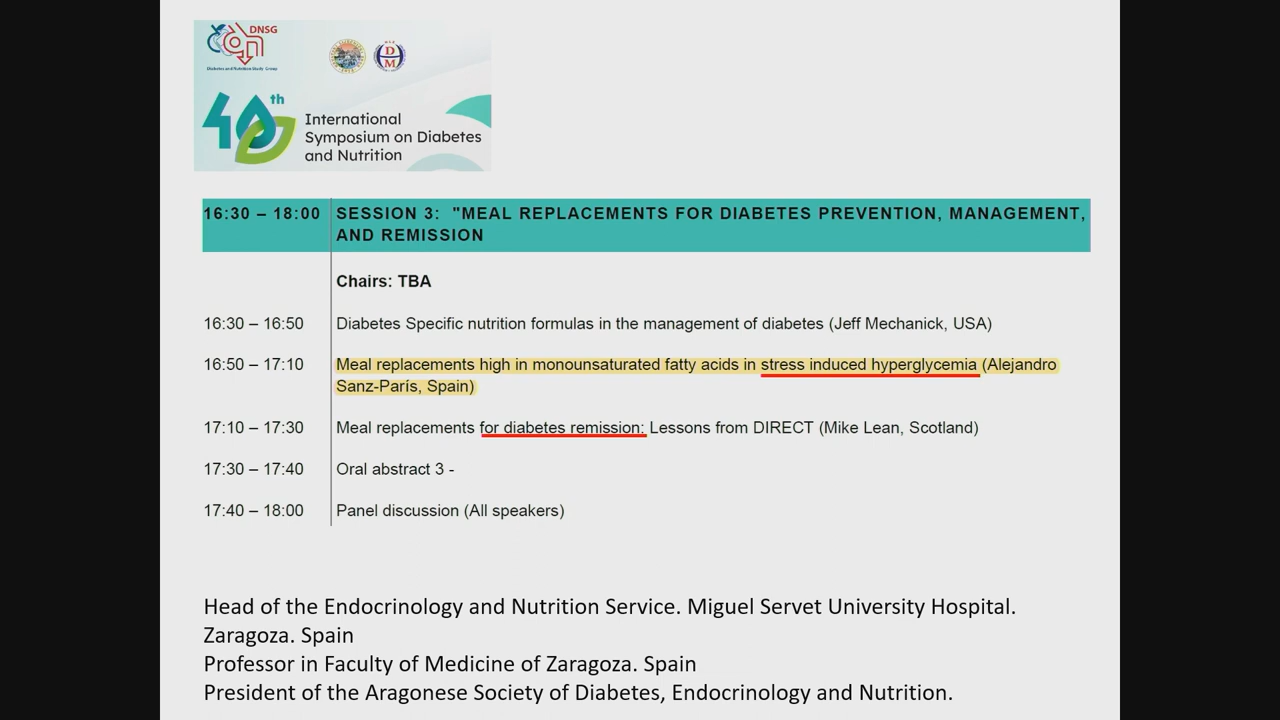 DNSG
Diabetes and Nutrition Study Group
DM
40th
International
Symposium on Diabetes
and Nutrition
16:30 – 18:00 SESSION 3: "MEAL REPLACEMENTS FOR DIABETES PREVENTION, MANAGEMENT,
AND REMISSION
Chairs: TBA
16:30 – 16:50 Diabetes Specific nutrition formulas in the management of diabetes (Jeff Mechanick, USA)
16:50 – 17:10 Meal replacements high in monounsaturated fatty acids in stress induced hyperglycemia (Alejandro
Sanz-París, Spain)
17:10 – 17:30 Meal replacements for diabetes remission: Lessons from DIRECT (Mike Lean, Scotland)
17:30 – 17:40 Oral abstract 3 -
17:40 – 18:00 Panel discussion (All speakers)
Head of the Endocrinology and Nutrition Service. Miguel Servet University Hospital.
Zaragoza. Spain
Professor in Faculty of Medicine of Zaragoza. Spain
President of the Aragonese Society of Diabetes, Endocrinology and Nutrition.